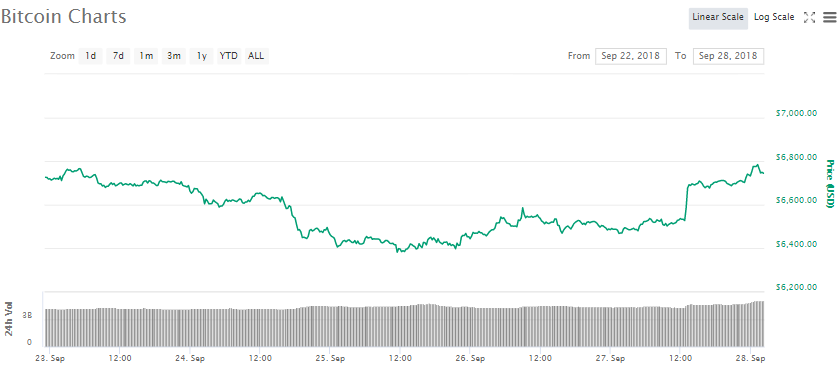 Bitcoin Charts
Linear Scale Log Scale
Zoom 1d 7d 1m 3m 1y YTD ALL From Sep 22, 2018 To Sep 28, 2018
$7,000.00
$6,800.00
$6,600.00
$6,400.00
$6,200.00
Price (USD)
24h Vol
3B
0
23. Sep 12:00 24. Sep 12:00 25. Sep 12:00 26. Sep 12:00 27. Sep 12:00 28. Sep